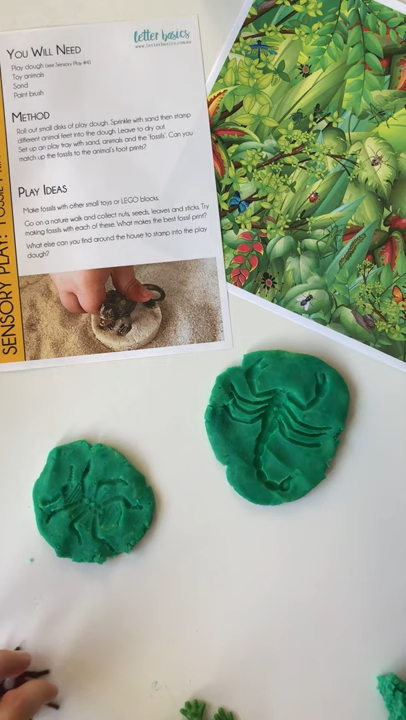 letter basics
www.letterbasics.com.au
YOU WILL NEED
Play dough (see Sensory Play #4)
Toy animals
Sand
Paint brush
METHOD
Roll out small disks of play dough. Sprinkle with sand then stamp
different animal feet into the dough. Leave to dry out.
Set up an play tray with sand, animals and the 'fossils'. Can you
match up the fossils to the animal's foot prints?
PLAY IDEAS
Make fossils with other small toys or LEGO blocks.
Go on a nature walk and collect nuts, seeds, leaves and sticks. Try
making fossils with each of these. What makes the best fossil print?
What else can you find around the house to stamp into the play
dough?
SENSORY PLAY: